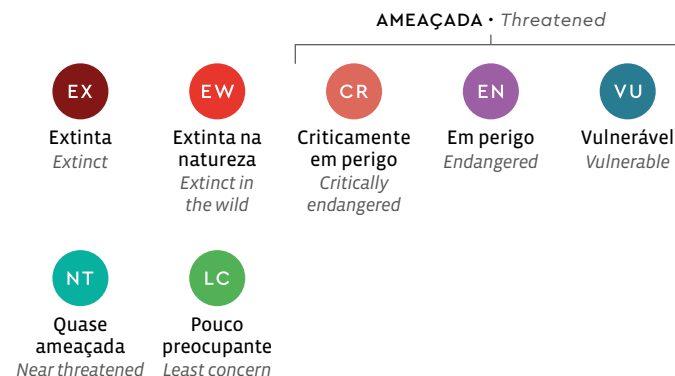 AMEAÇADA • Threatened
EX
EW
CR
EN
VU
Extinta
Extinct
Extinta na
natureza
Extinct in
the wild
Criticamente
em perigo
Critically
endangered
Em perigo
Endangered
Vulnerável
Vulnerable
NT
LC
Quase
ameaçada
Near threatened
Pouco
preocupante
Least concern